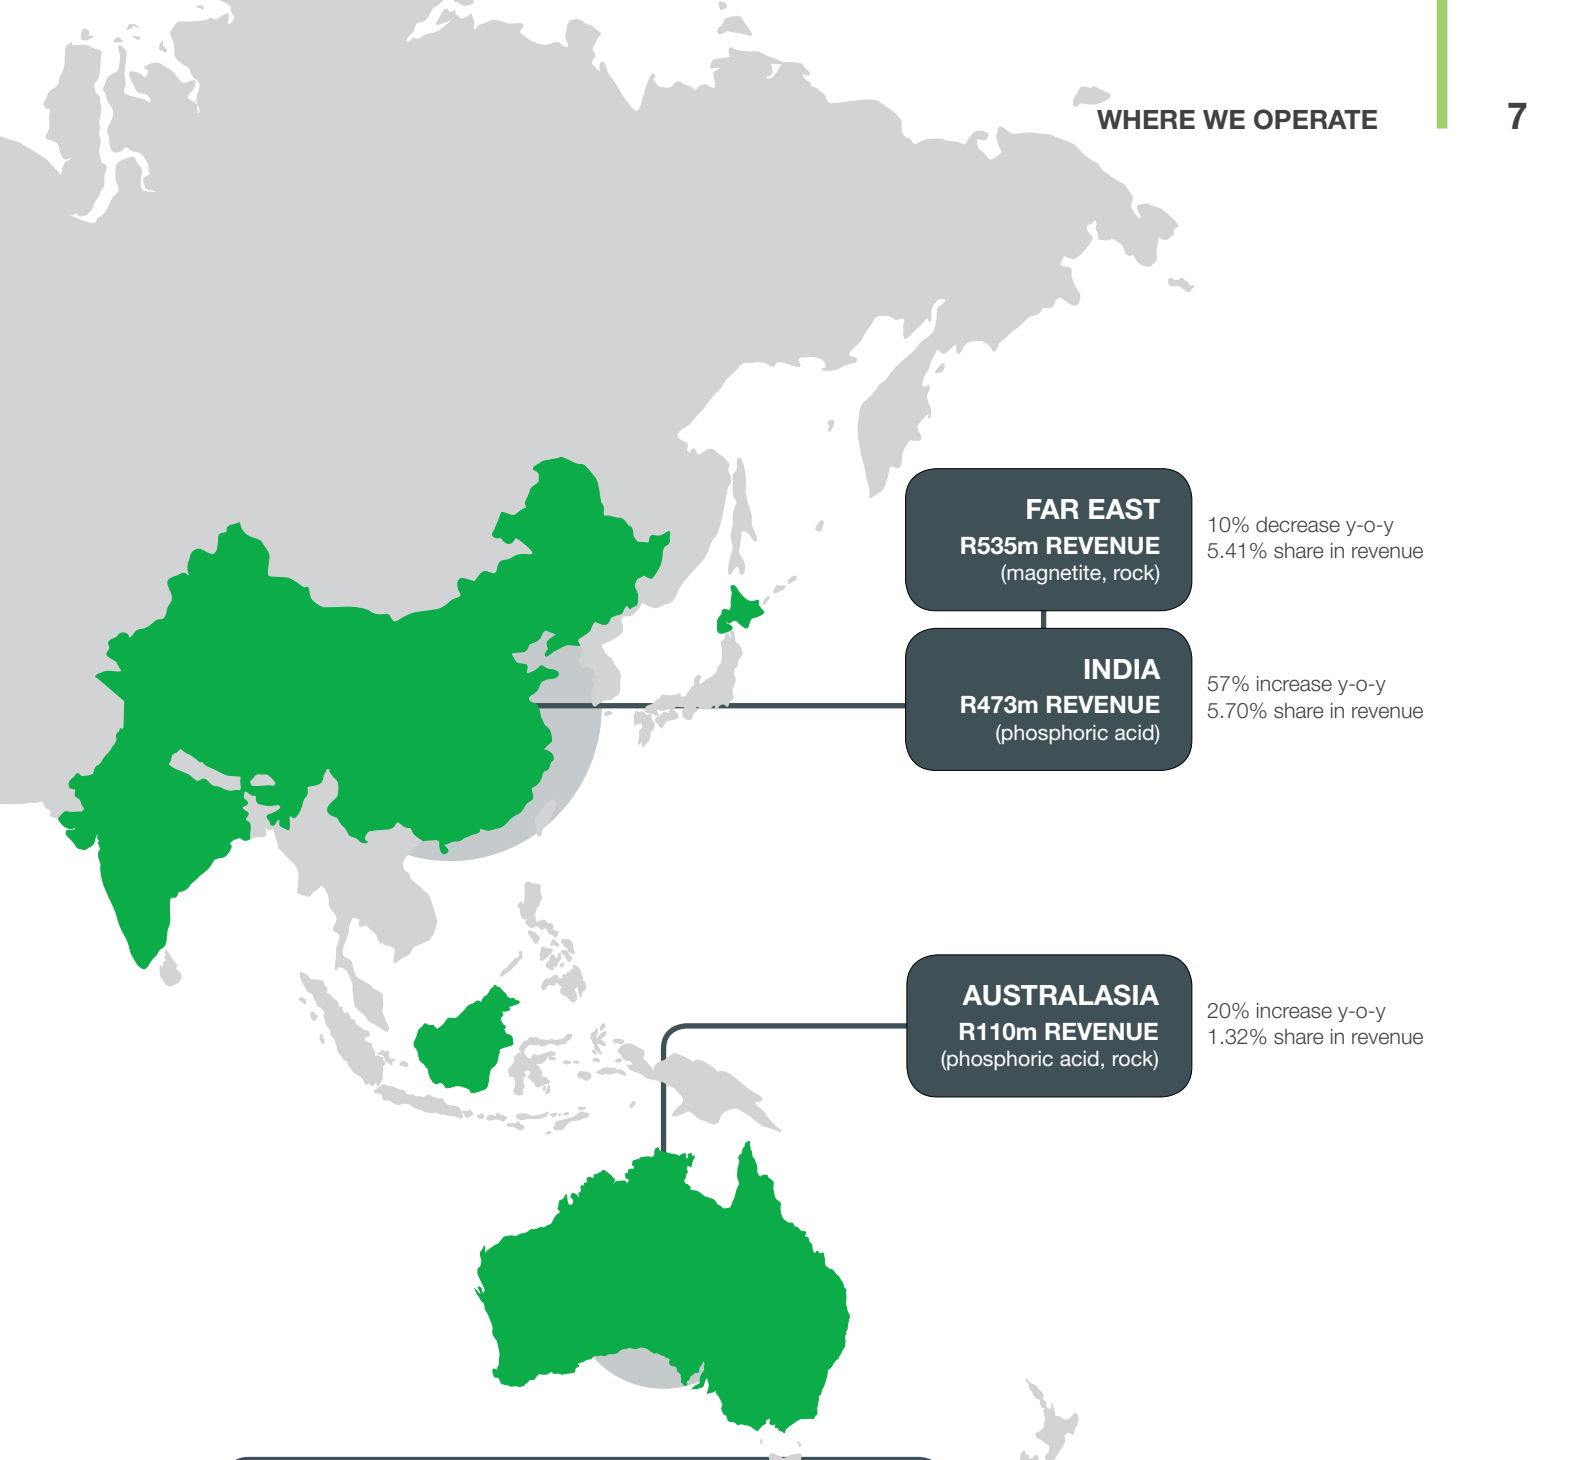 WHERE WE OPERATE
7
FAR EAST
R535m REVENUE
(magnetite, rock)
10% decrease y-o-y
5.41% share in revenue
INDIA
R473m REVENUE
(phosphoric acid)
57% increase y-o-y
5.70% share in revenue
AUSTRALASIA
R110m REVENUE
(phosphoric acid, rock)
20% increase y-o-y
1.32% share in revenue